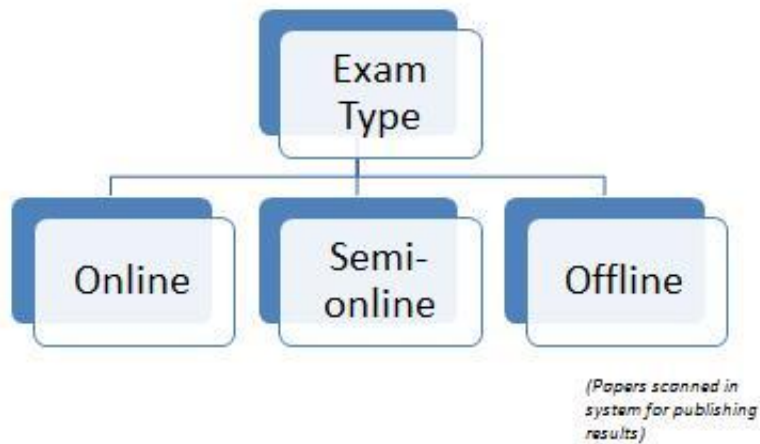 Exam
Type
Online
Semi-
online
Offline
(Papers scanned in
system for publishing
results)